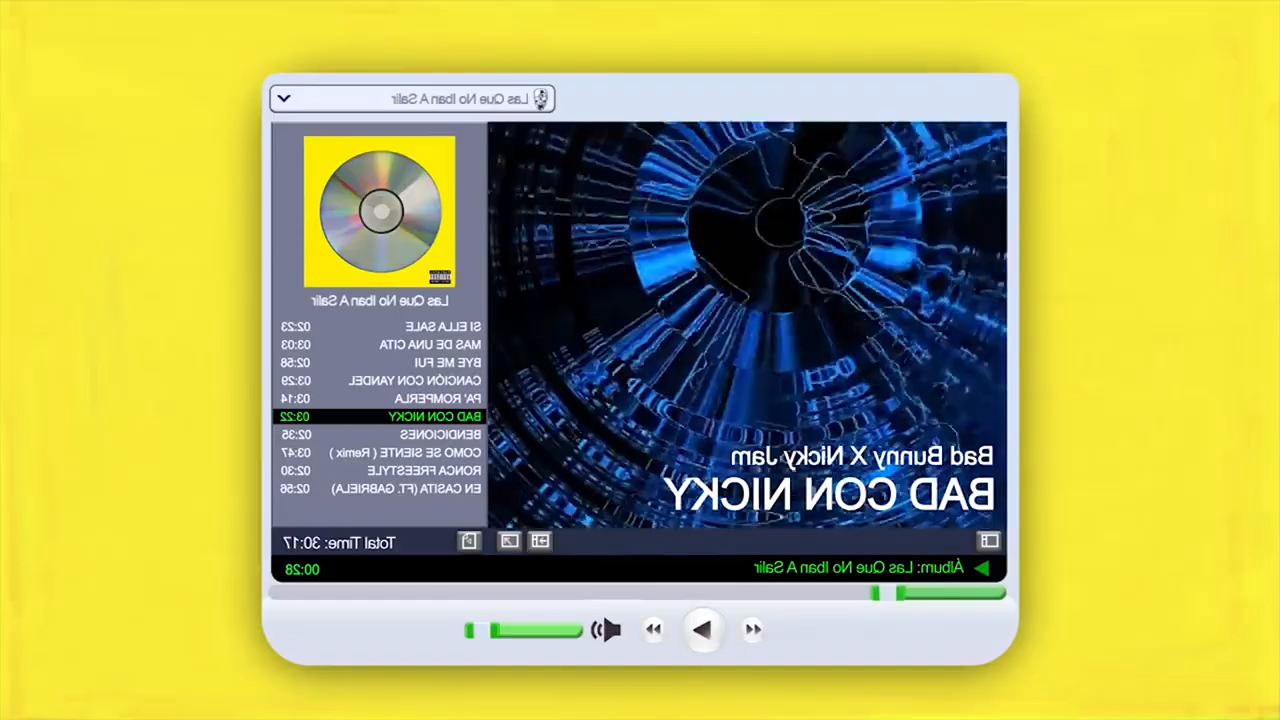 Las Que No Iban A Salir
Las Que No Iban A Salir
SI ELLA SALE 02:23
MAS DE UNA CITA 03:03
BYE ME FUI 02:58
CANCIÓN CON YANDEL 03:29
PA' ROMPERLA 03:14
BAD CON NICKY 03:22
BENDICIONES 02:35
COMO SE SIENTE ( Remix ) 03:47
RONCA FREESTYLE 02:30
EN CASITA (FT. GABRIELA) 02:56
Bad Bunny X Nicky Jam
BAD CON NICKY
Total Time: 30:17
Álbum: Las Que No Iban A Salir
00:28